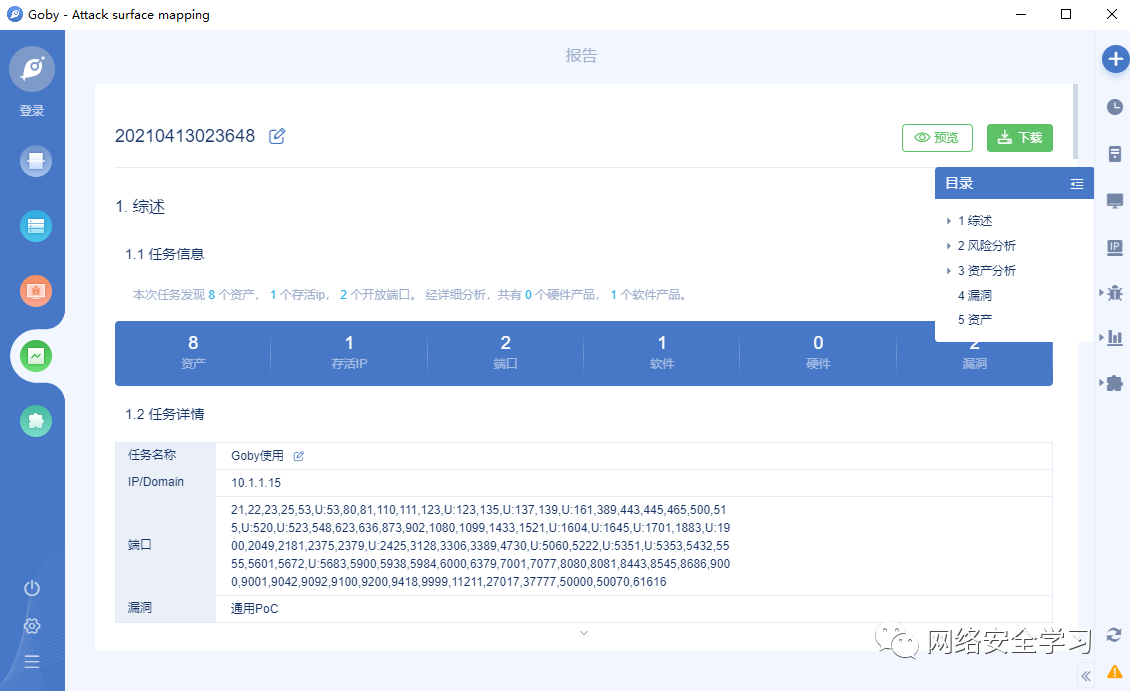 Goby - Attack surface mapping
登录
报告
20210413023648
预览
下载
目录
1 综述
2 风险分析
3 资产分析
4 漏洞
5 资产
1. 综述
1.1 任务信息
本次任务发现 8 个资产， 1 个存活ip， 2 个开放端口。 经详细分析，共有 0 个硬件产品， 1 个软件产品。
8 1 2 1 0 2
资产 存活IP 端口 软件 硬件 漏洞
1.2 任务详情
任务名称 Goby使用
IP/Domain 10.1.1.15
端口
21,22,23,25,53,U:53,80,81,110,111,123,U:123,135,U:137,139,U:161,389,443,445,465,500,51
5,U:520,U:523,548,623,636,873,902,1080,1099,1433,1521,U:1604,U:1645,U:1701,1883,U:19
00,2049,2181,2375,2379,U:2425,3128,3306,3389,4730,U:5060,5222,U:5351,U:5353,5432,55
55,5601,5672,U:5683,5900,5938,5984,6000,6379,7001,7077,8080,8081,8443,8545,8686,900
0,9001,9042,9092,9100,9200,9418,9999,11211,27017,37777,50000,50070,61616
漏洞 通用PoC
IP
网络安全学习